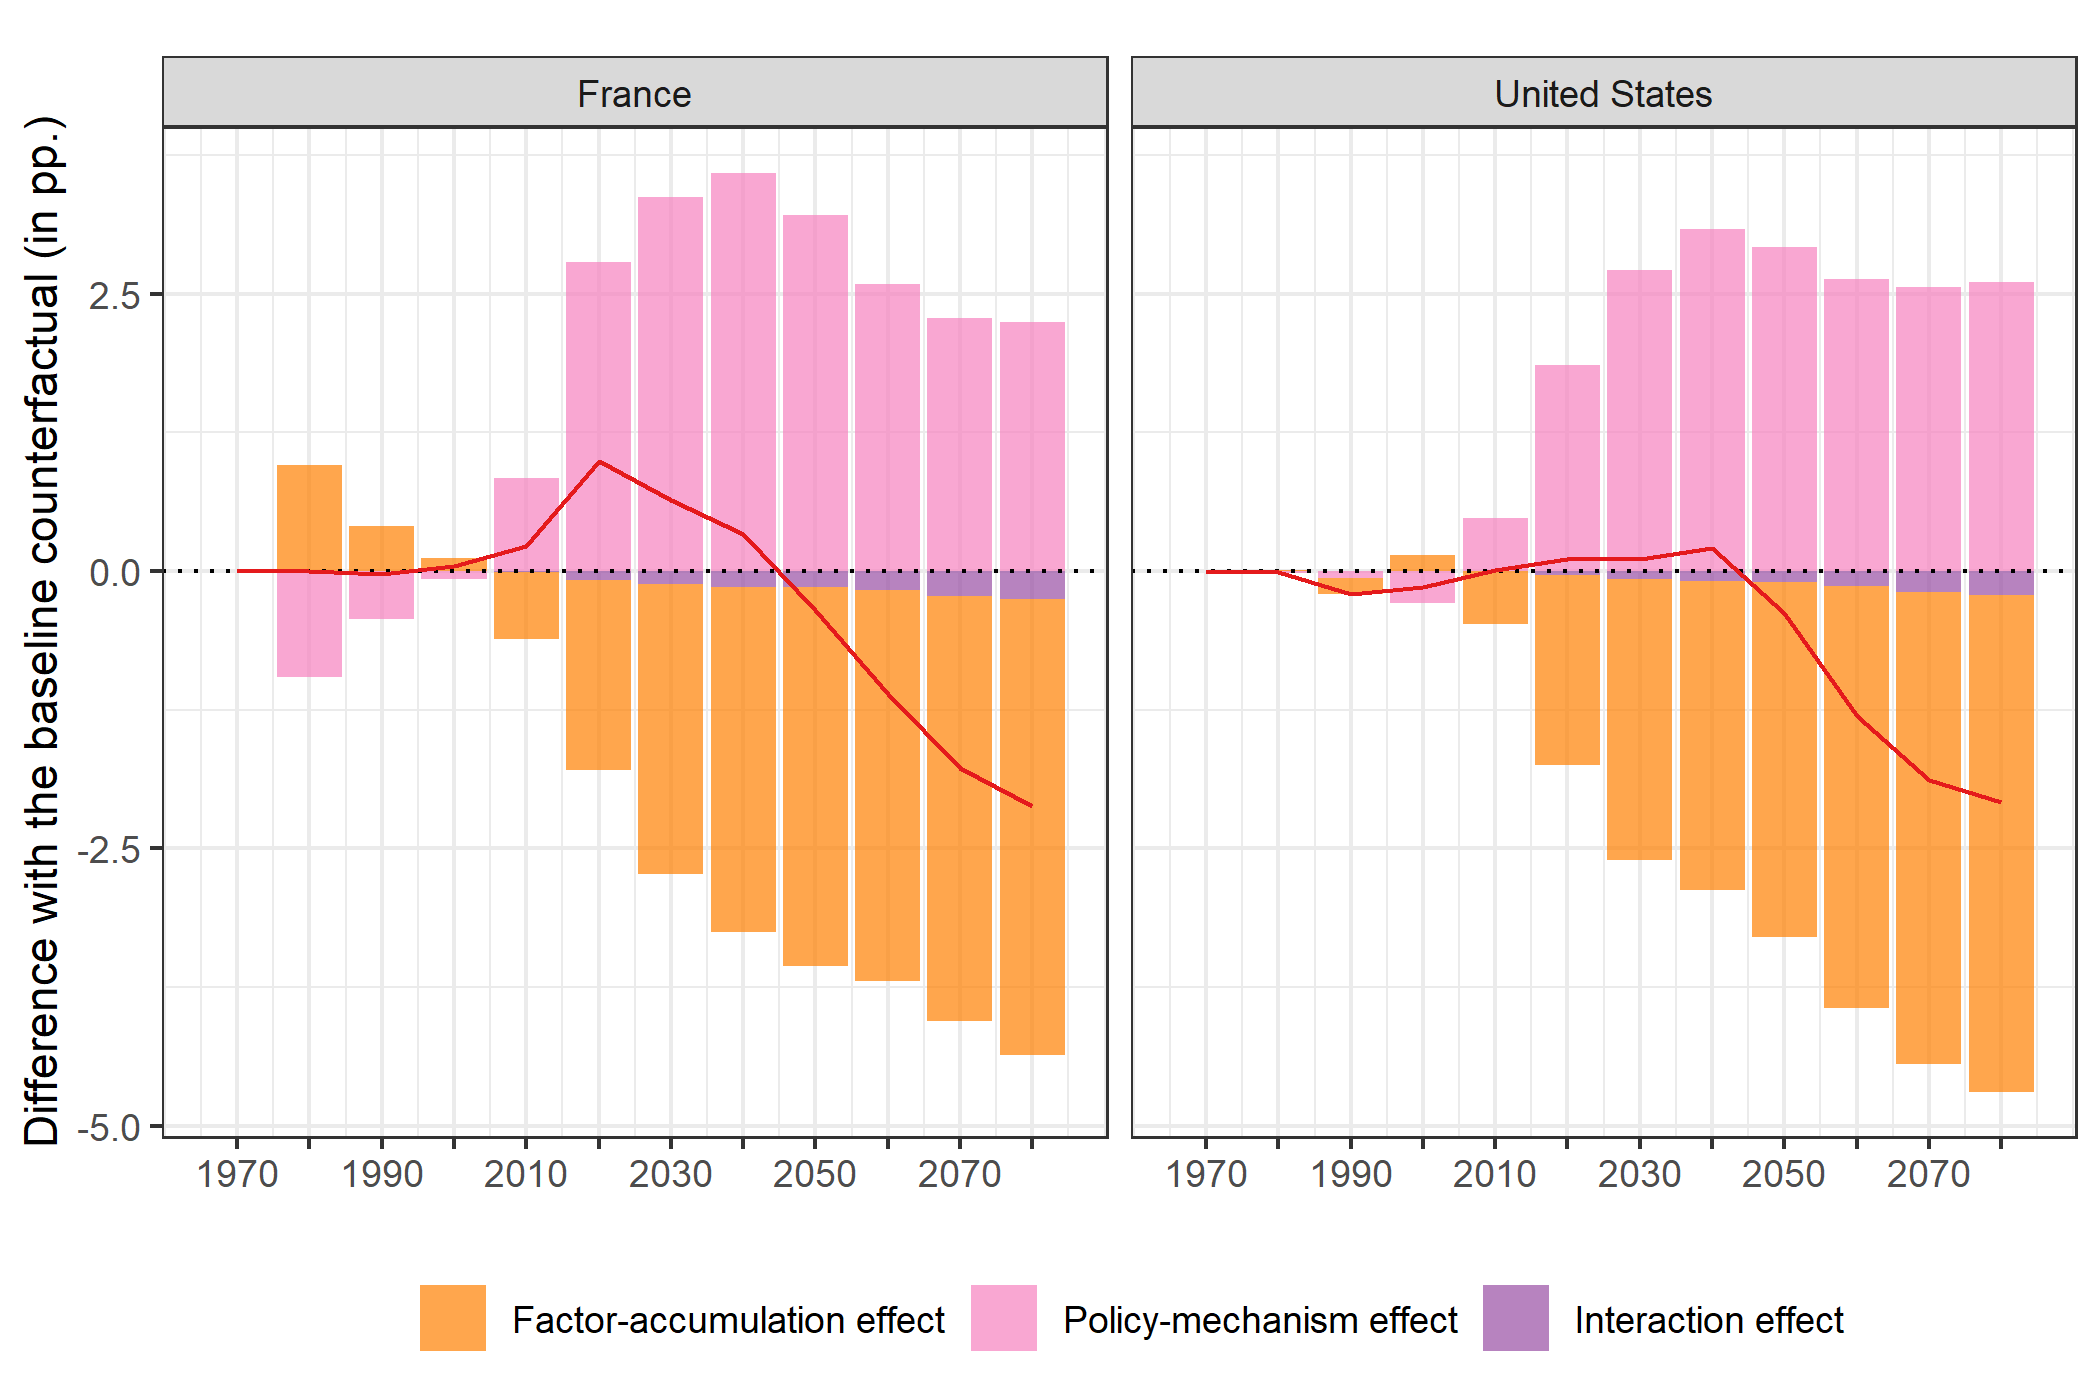 France
United States
Difference with the baseline counterfactual (in pp.)
2.5
0.0
-2.5
-5.0
1970 1990 2010 2030 2050 2070
1970 1990 2010 2030 2050 2070
Factor-accumulation effect
Policy-mechanism effect
Interaction effect